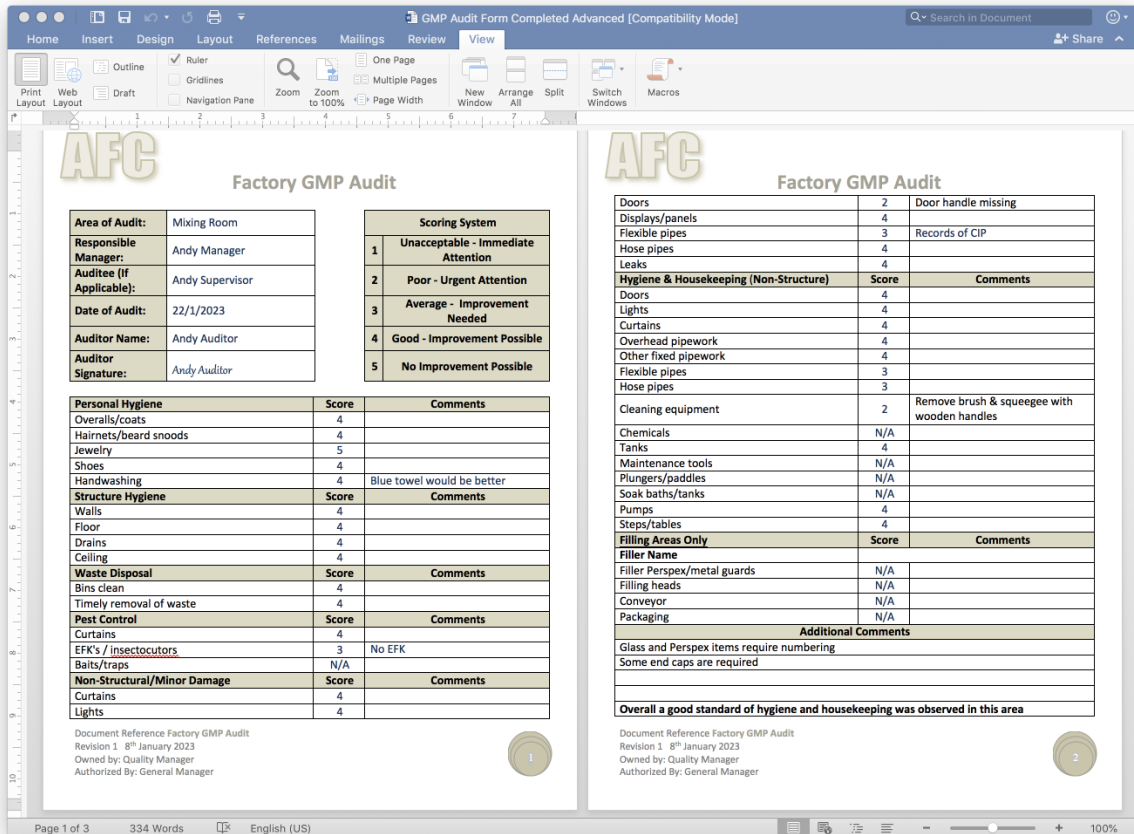 GMP Audit Form Completed Advanced [Compatibility Mode]
Search in Document
Home Insert Design Layout References Mailings Review View
Share
Print Layout
Web Layout
Outline
Draft
Ruler
Gridlines
Navigation Pane
Zoom
Zoom to 100%
One Page
Multiple Pages
Page Width
New Window
Arrange All
Split
Switch Windows
Macros
1 2 3 4 5 6 7
AFC
Factory GMP Audit
Area of Audit: Mixing Room
Responsible Manager: Andy Manager
Auditee (If Applicable): Andy Supervisor
Date of Audit: 22/1/2023
Auditor Name: Andy Auditor
Auditor Signature: Andy Auditor
Scoring System
1 Unacceptable - Immediate Attention
2 Poor - Urgent Attention
3 Average - Improvement Needed
4 Good - Improvement Possible
5 No Improvement Possible
Personal Hygiene Score Comments
Overalls/coats 4
Hairnets/beard snoods 4
Jewelry 5
Shoes 4
Handwashing 4 Blue towel would be better
Structure Hygiene Score Comments
Walls 4
Floor 4
Drains 4
Ceiling 4
Waste Disposal Score Comments
Bins clean 4
Timely removal of waste 4
Pest Control Score Comments
Curtains 4
EFK's / insectocutors 3 No EFK
Baits/traps N/A
Non-Structural/Minor Damage Score Comments
Curtains 4
Lights 4
Document Reference Factory GMP Audit
Revision 1 8th January 2023
Owned by: Quality Manager
Authorized By: General Manager
1
AFC
Factory GMP Audit
Doors 2 Door handle missing
Displays/panels 4
Flexible pipes 3 Records of CIP
Hose pipes 4
Leaks 4
Hygiene & Housekeeping (Non-Structure) Score Comments
Doors 4
Lights 4
Curtains 4
Overhead pipework 4
Other fixed pipework 4
Flexible pipes 3
Hose pipes 3
Cleaning equipment 2 Remove brush & squeegee with wooden handles
Chemicals N/A
Tanks 4
Maintenance tools N/A
Plungers/paddles N/A
Soak baths/tanks N/A
Pumps 4
Steps/tables 4
Filling Areas Only Score Comments
Filler Name
Filler Perspex/metal guards N/A
Filling heads N/A
Conveyor N/A
Packaging N/A
Additional Comments
Glass and Perspex items require numbering
Some end caps are required
Overall a good standard of hygiene and housekeeping was observed in this area
Document Reference Factory GMP Audit
Revision 1 8th January 2023
Owned by: Quality Manager
Authorized By: General Manager
2
Page 1 of 3 334 Words English (US) 100%